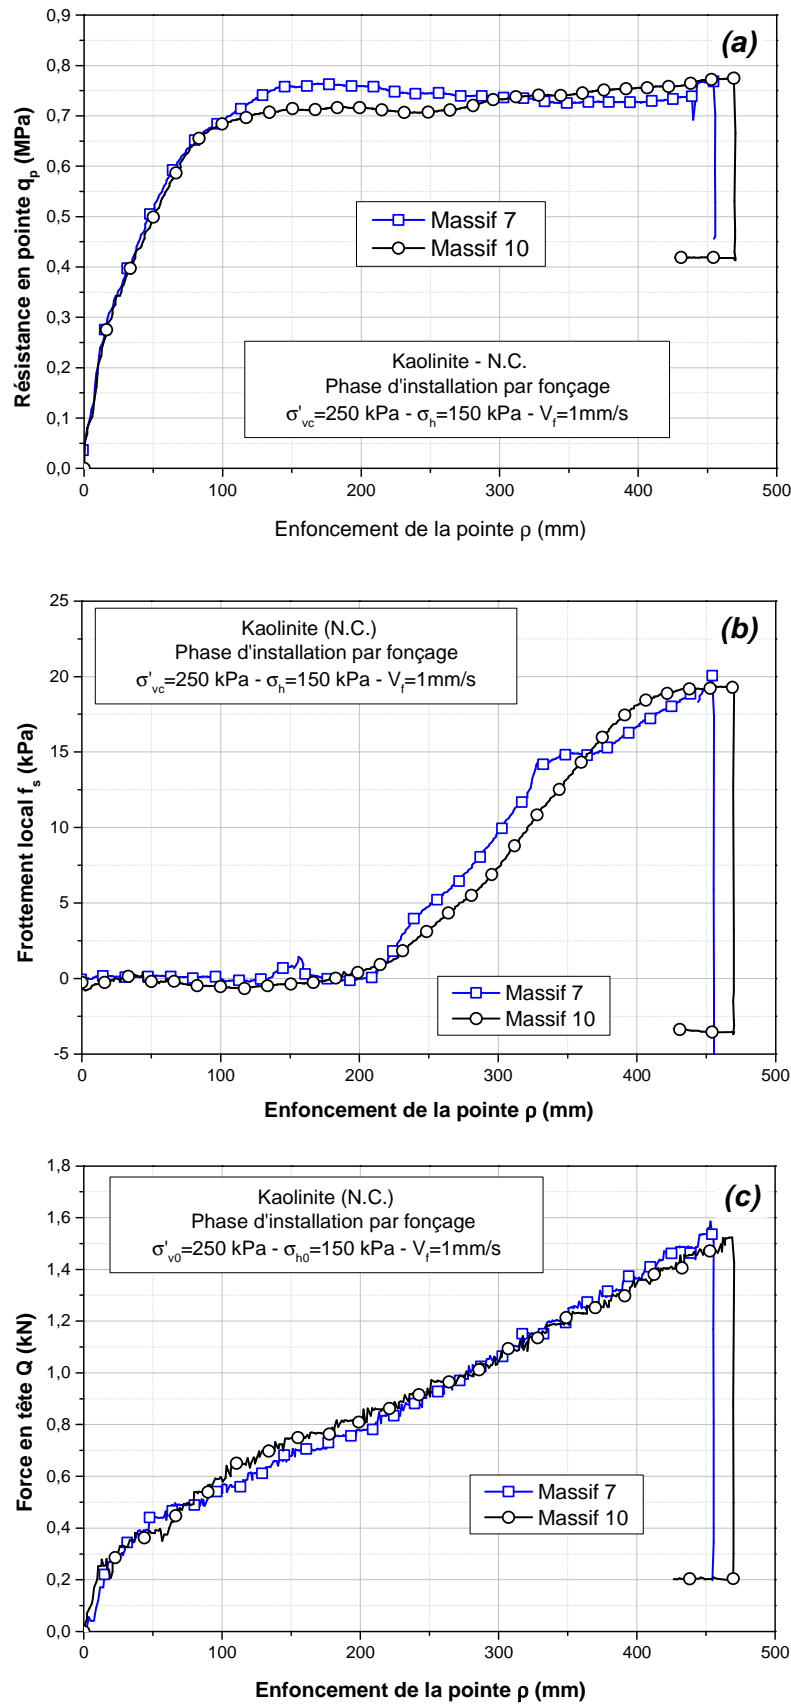 (a)
0,9
0,8
0,7
0,6
0,5
0,4
0,3
0,2
0,1
0,0
Résistance en pointe qp (MPa)
Massif 7
Massif 10
Kaolinite - N.C.
Phase d'installation par fonçage
σ'vc=250 kPa - σh=150 kPa - Vf=1mm/s
0 100 200 300 400 500
Enfoncement de la pointe ρ (mm)
(b)
25
20
15
10
5
0
-5
Frottement local fs (kPa)
Kaolinite (N.C.)
Phase d'installation par fonçage
σ'vc=250 kPa - σh=150 kPa - Vf=1mm/s
Massif 7
Massif 10
0 100 200 300 400 500
Enfoncement de la pointe ρ (mm)
(c)
1,8
1,6
1,4
1,2
1,0
0,8
0,6
0,4
0,2
0,0
Force en tête Q (kN)
Kaolinite (N.C.)
Phase d'installation par fonçage
σ'v0=250 kPa - σh0=150 kPa - Vf=1mm/s
Massif 7
Massif 10
0 100 200 300 400 500
Enfoncement de la pointe ρ (mm)